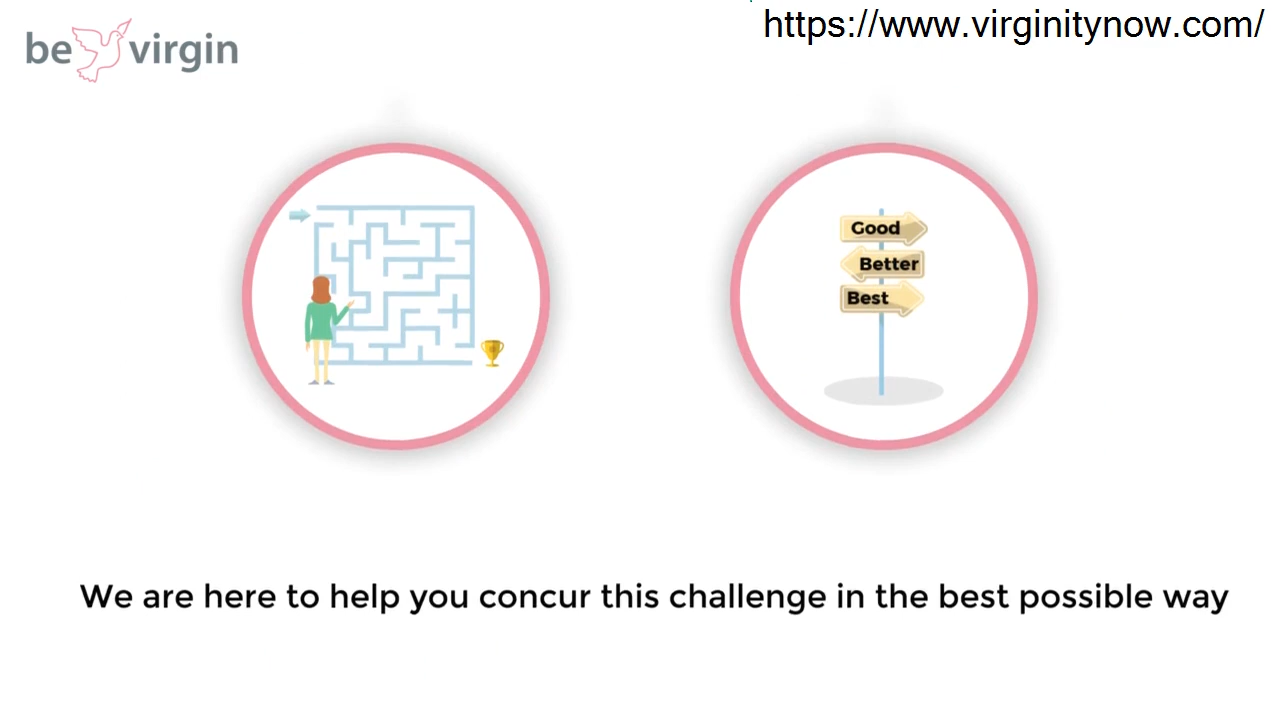 be virgin
https://www.virginitynow.com/
Good
Better
Best
We are here to help you concur this challenge in the best possible way